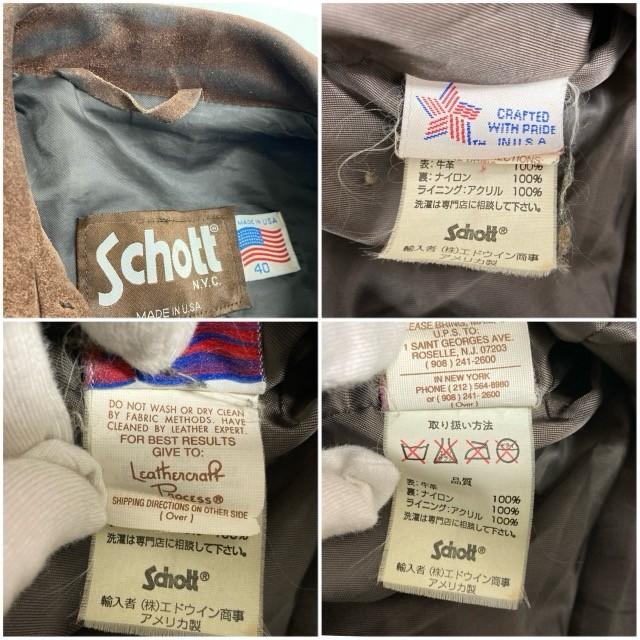 Schott
N.Y.C.
MADE IN U.S.A.
MADE IN USA
40
CRAFTED
WITH PRIDE
IN U.S.A
表:牛革 100%
裏:ナイロン 100%
ライニング:アクリル 100%
洗濯は専門店に相談して下さい。
Schott®
輸入者 (株)エドウイン商事
アメリカ製
DO NOT WASH OR DRY CLEAN
BY FABRIC METHODS. HAVE
CLEANED BY LEATHER EXPERT.
FOR BEST RESULTS
GIVE TO:
Leathercraft
Process®
SHIPPING DIRECTIONS ON OTHER SIDE
(Over)
洗濯は専門店に相談して下さい。
Schott®
輸入者 (株)エドウイン商事
アメリカ製
U.P.S. TO:
1 SAINT GEORGES AVE.
ROSELLE, N.J. 07203
(908) 241-2600
IN NEW YORK
PHONE (212) 564-8980
or (908) 241-2600
(Over)
取り扱い方法
品質
表:牛革 100%
裏:ナイロン 100%
ライニング:アクリル 100%
洗濯は専門店に相談して下さい。
Schott®
輸入者 (株)エドウイン商事
アメリカ製